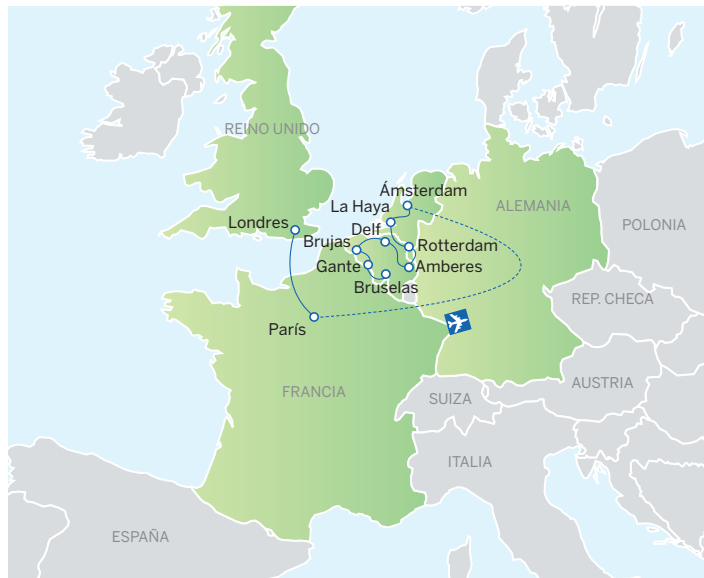 REINO UNIDO
Ámsterdam
La Haya
ALEMANIA
Londres
Delf
POLONIA
Brujas
Rotterdam
Gante
Amberes
Bruselas
REP. CHECA
París
AUSTRIA
FRANCIA
SUIZA
ITALIA
ESPAÑA